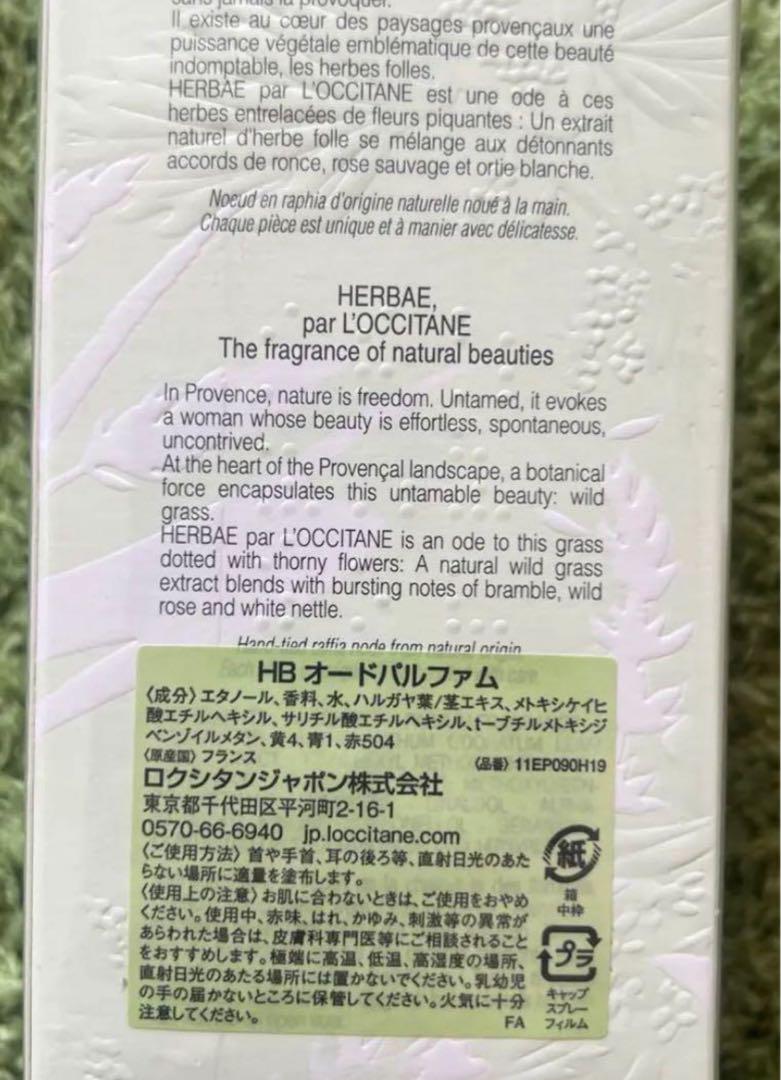 sans jamais la provoquer.
Il existe au cœur des paysages provençaux une
puissance végétale emblématique de cette beauté
indomptable, les herbes folles.
HERBAE par L'OCCITANE est une ode à ces
herbes entrelacées de fleurs piquantes : Un extrait
naturel d'herbe folle se mélange aux détonnants
accords de ronce, rose sauvage et ortie blanche.
Noeud en raphia d'origine naturelle noué à la main.
Chaque pièce est unique et à manier avec délicatesse.
HERBAE,
par L'OCCITANE
The fragrance of natural beauties
In Provence, nature is freedom. Untamed, it evokes
a woman whose beauty is effortless, spontaneous,
uncontrived.
At the heart of the Provençal landscape, a botanical
force encapsulates this untamable beauty: wild
grass.
HERBAE par L'OCCITANE is an ode to this grass
dotted with thorny flowers: A natural wild grass
extract blends with bursting notes of bramble, wild
rose and white nettle.
Hand-tied raffia node from natural origin
HB オードパルファム
〈成分〉エタノール、香料、水、ハルガヤ葉/茎エキス、メトキシケイヒ
酸エチルヘキシル、サリチル酸エチルヘキシル、t-ブチルメトキシジ
ベンゾイルメタン、黄4、青1、赤504
〈原産国〉フランス
〈品番〉11EP090H19
ロクシタンジャポン株式会社
東京都千代田区平河町2-16-1
0570-66-6940 jp.loccitane.com
〈ご使用方法〉首や手首、耳の後ろ等、直射日光のあた
らない場所に適量を塗布します。
〈使用上の注意〉お肌に合わないときは、ご使用をおやめ
ください。使用中、赤味、はれ、かゆみ、刺激等の異常が
あらわれた場合は、皮膚科専門医等にご相談されること
をおすすめします。極端に高温、低温、高湿度の場所、
直射日光のあたる場所には置かないでください。乳幼児
の手の届かないところに保管してください。火気に十分
注意してください。
FA
紙
箱
中枠
プラ
キャップ
スプレー
フィルム